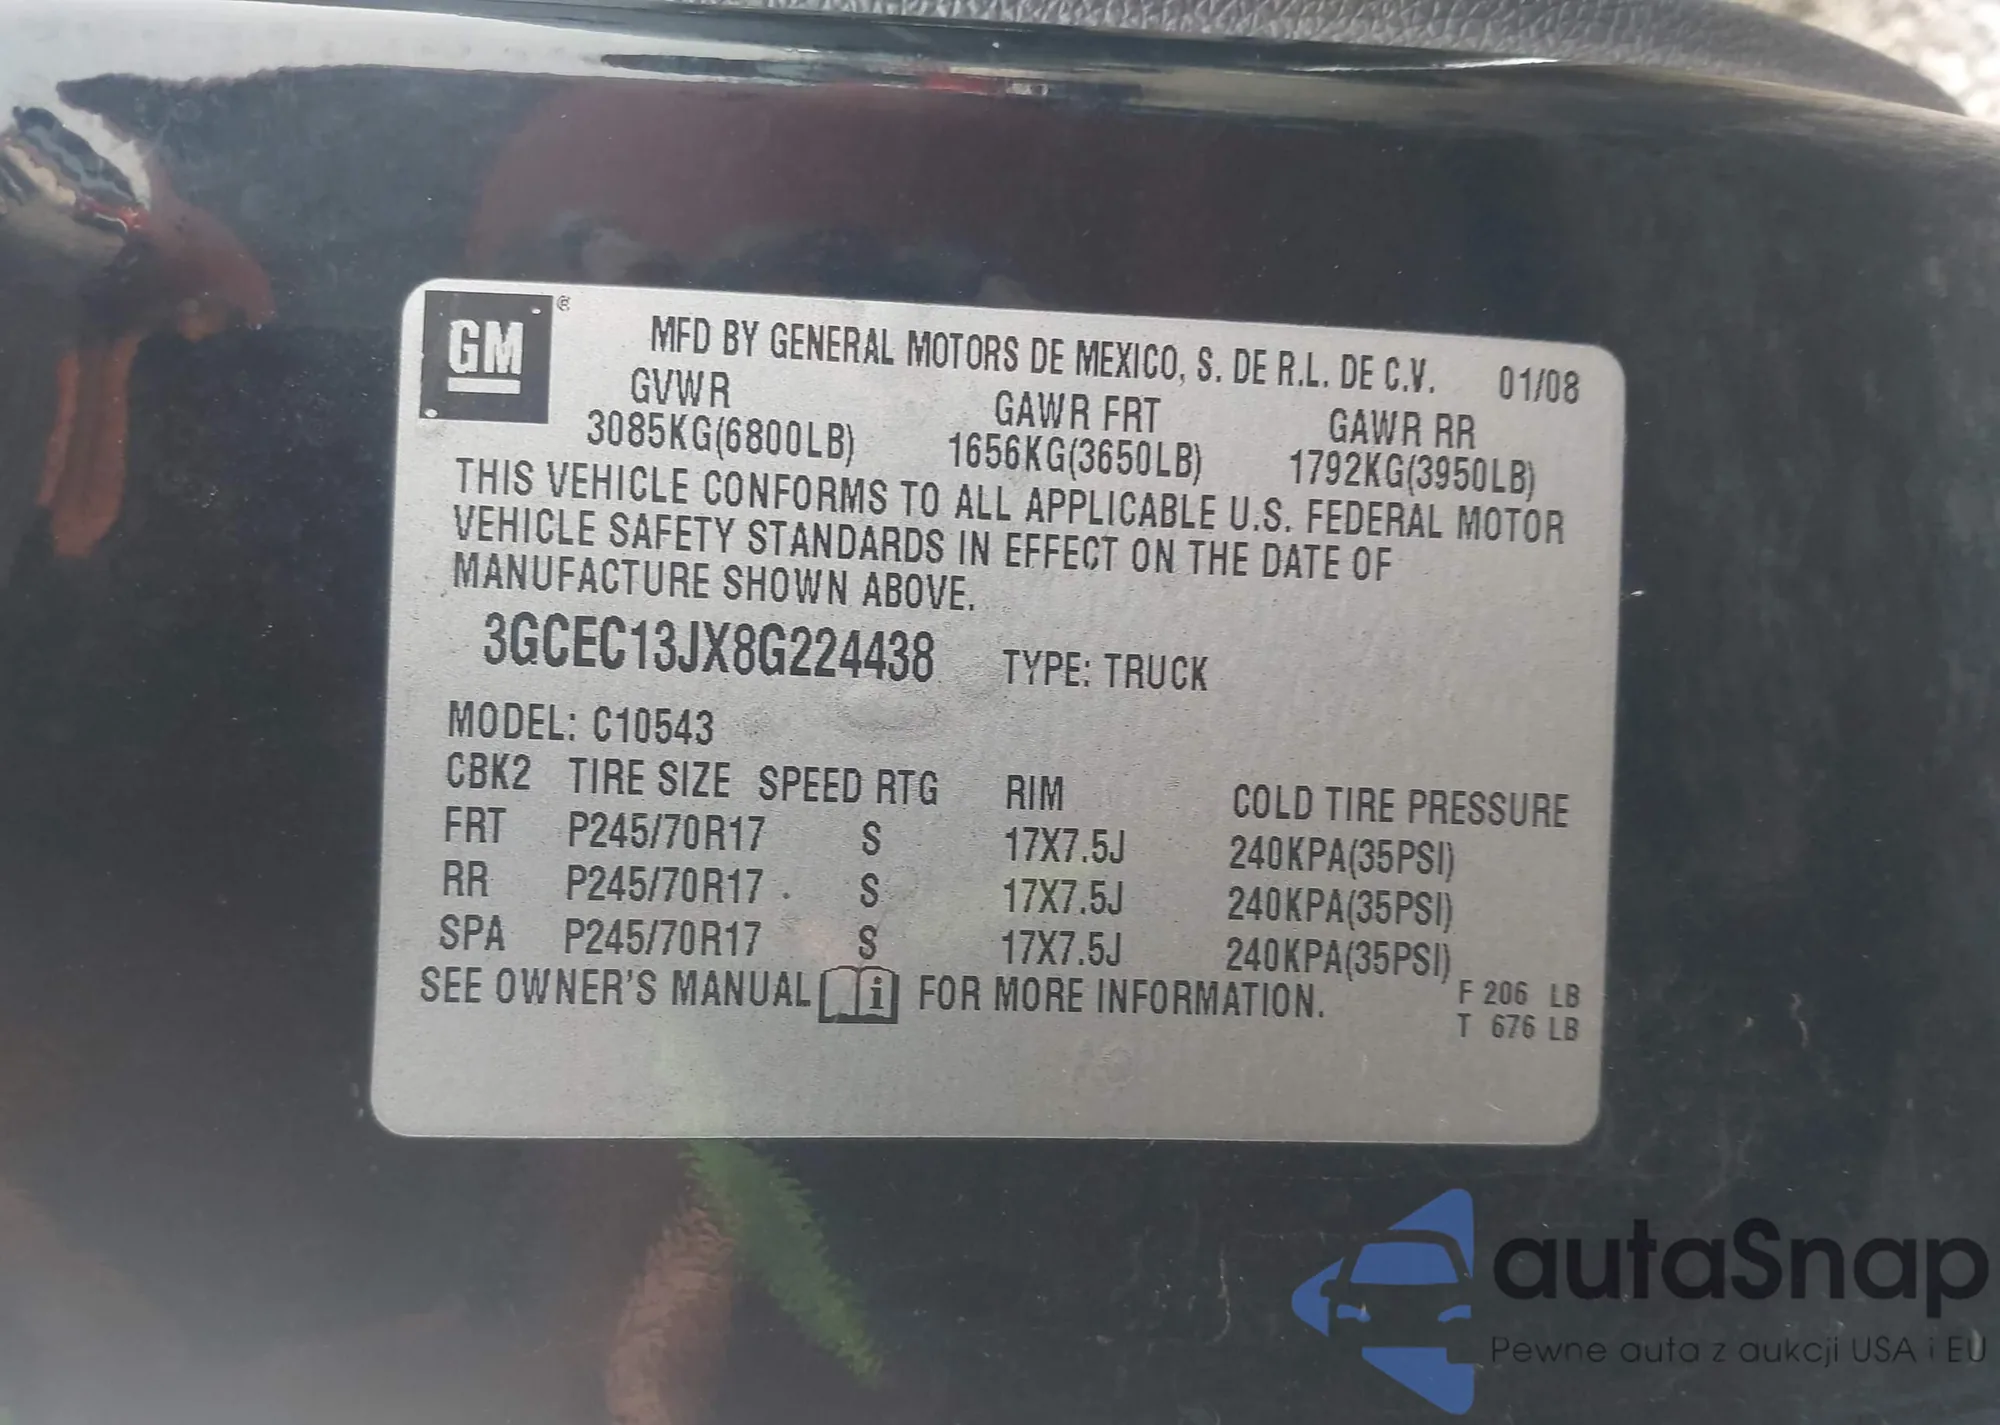 GM ®
MFD BY GENERAL MOTORS DE MEXICO, S. DE R.L. DE C.V. 01/08
GVWR GAWR FRT GAWR RR
3085KG(6800LB) 1656KG(3650LB) 1792KG(3950LB)
THIS VEHICLE CONFORMS TO ALL APPLICABLE U.S. FEDERAL MOTOR
VEHICLE SAFETY STANDARDS IN EFFECT ON THE DATE OF
MANUFACTURE SHOWN ABOVE.
3GCEC13JX8G224438 TYPE: TRUCK
MODEL: C10543
CBK2 TIRE SIZE SPEED RTG RIM COLD TIRE PRESSURE
FRT P245/70R17 S 17X7.5J 240KPA(35PSI)
RR P245/70R17 S 17X7.5J 240KPA(35PSI)
SPA P245/70R17 S 17X7.5J 240KPA(35PSI)
SEE OWNER'S MANUAL i FOR MORE INFORMATION.
F 206 LB
T 676 LB
autaSnap
Pewne auta z aukcji USA i EU